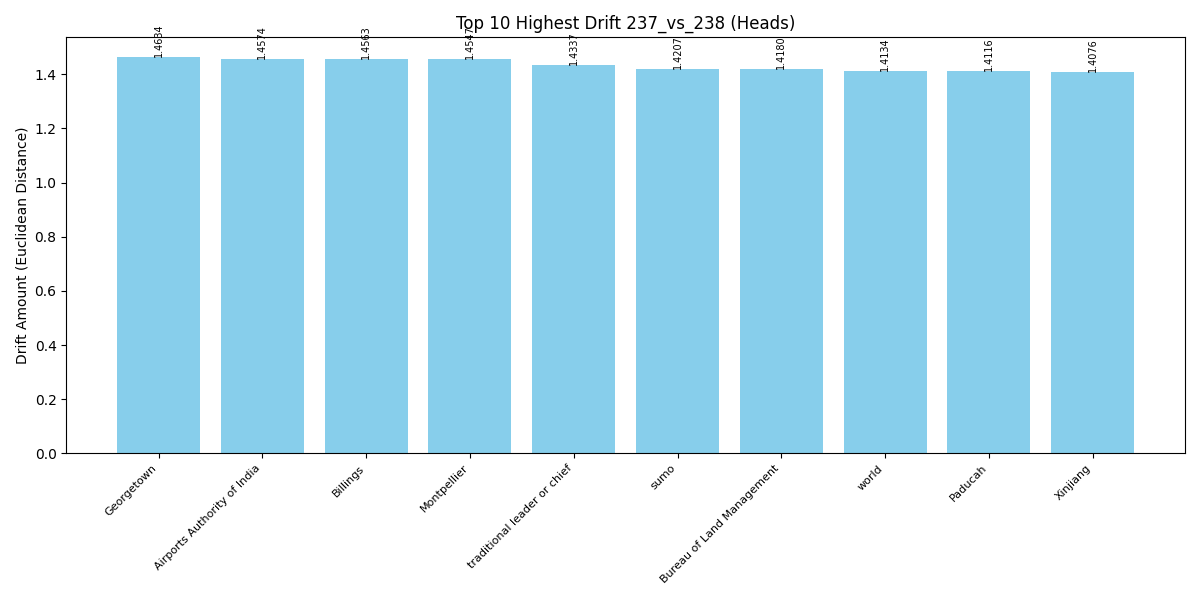 Top 10 Highest Drift 237_vs_238 (Heads)
1.4634
1.4574
1.4563
1.4547
1.4337
1.4207
1.4180
1.4134
1.4116
1.4076
Drift Amount (Euclidean Distance)
1.4
1.2
1.0
0.8
0.6
0.4
0.2
0.0
Georgetown
Airports Authority of India
Billings
Montpellier
traditional leader or chief
sumo
Bureau of Land Management
world
Paducah
Xinjiang